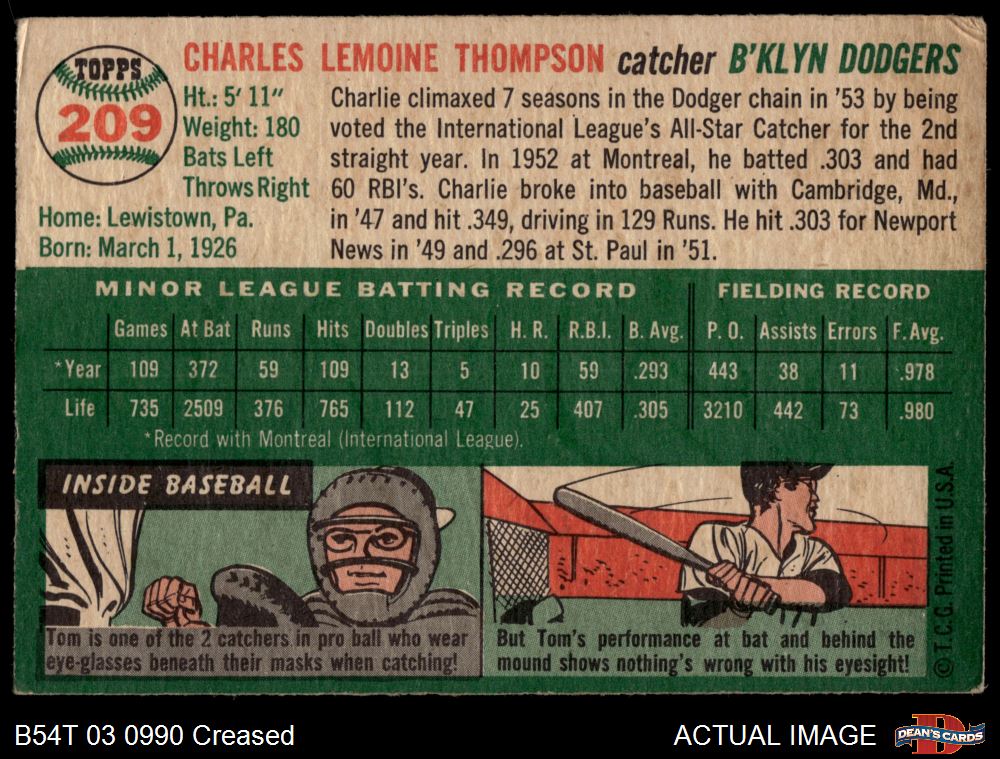 TOPPS
209
CHARLES LEMOINE THOMPSON catcher B'KLYN DODGERS
Ht.: 5' 11"
Weight: 180
Bats Left
Throws Right
Home: Lewistown, Pa.
Born: March 1, 1926
Charlie climaxed 7 seasons in the Dodger chain in '53 by being
voted the International League's All-Star Catcher for the 2nd
straight year. In 1952 at Montreal, he batted .303 and had
60 RBI's. Charlie broke into baseball with Cambridge, Md.,
in '47 and hit .349, driving in 129 Runs. He hit .303 for Newport
News in '49 and .296 at St. Paul in '51.
MINOR LEAGUE BATTING RECORD FIELDING RECORD
Games At Bat Runs Hits Doubles Triples H. R. R.B.I. B. Avg. P. O. Assists Errors F. Avg.
*Year 109 372 59 109 13 5 10 59 .293 443 38 11 .978
Life 735 2509 376 765 112 47 25 407 .305 3210 442 73 .980
*Record with Montreal (International League).
INSIDE BASEBALL
Tom is one of the 2 catchers in pro ball who wear
eye-glasses beneath their masks when catching!
But Tom's performance at bat and behind the
mound shows nothing's wrong with his eyesight!
© T. C. G. Printed in U.S.A.
B54T 03 0990 Creased
ACTUAL IMAGE
D
DEAN'S CARDS